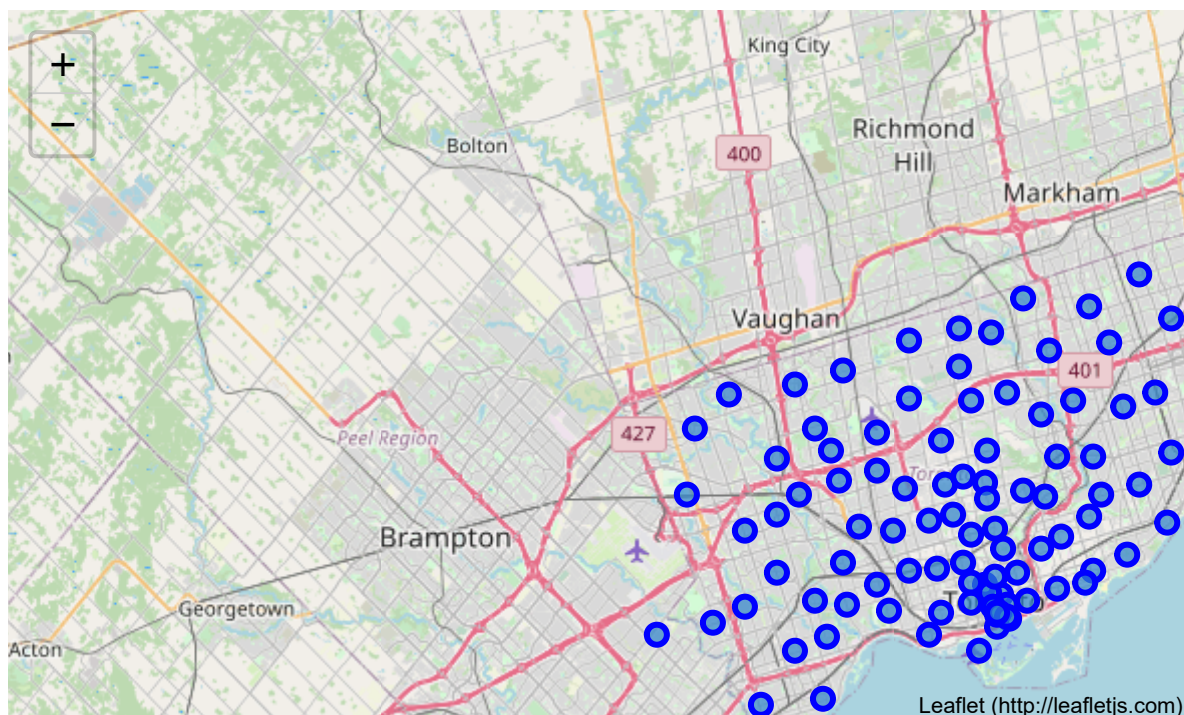 +
King City
Richmond
Hill
Bolton
400
Markham
−
Vaughan
401
427
Peel Region
Brampton
Georgetown
Acton
Leaflet (http://leafletjs.com)